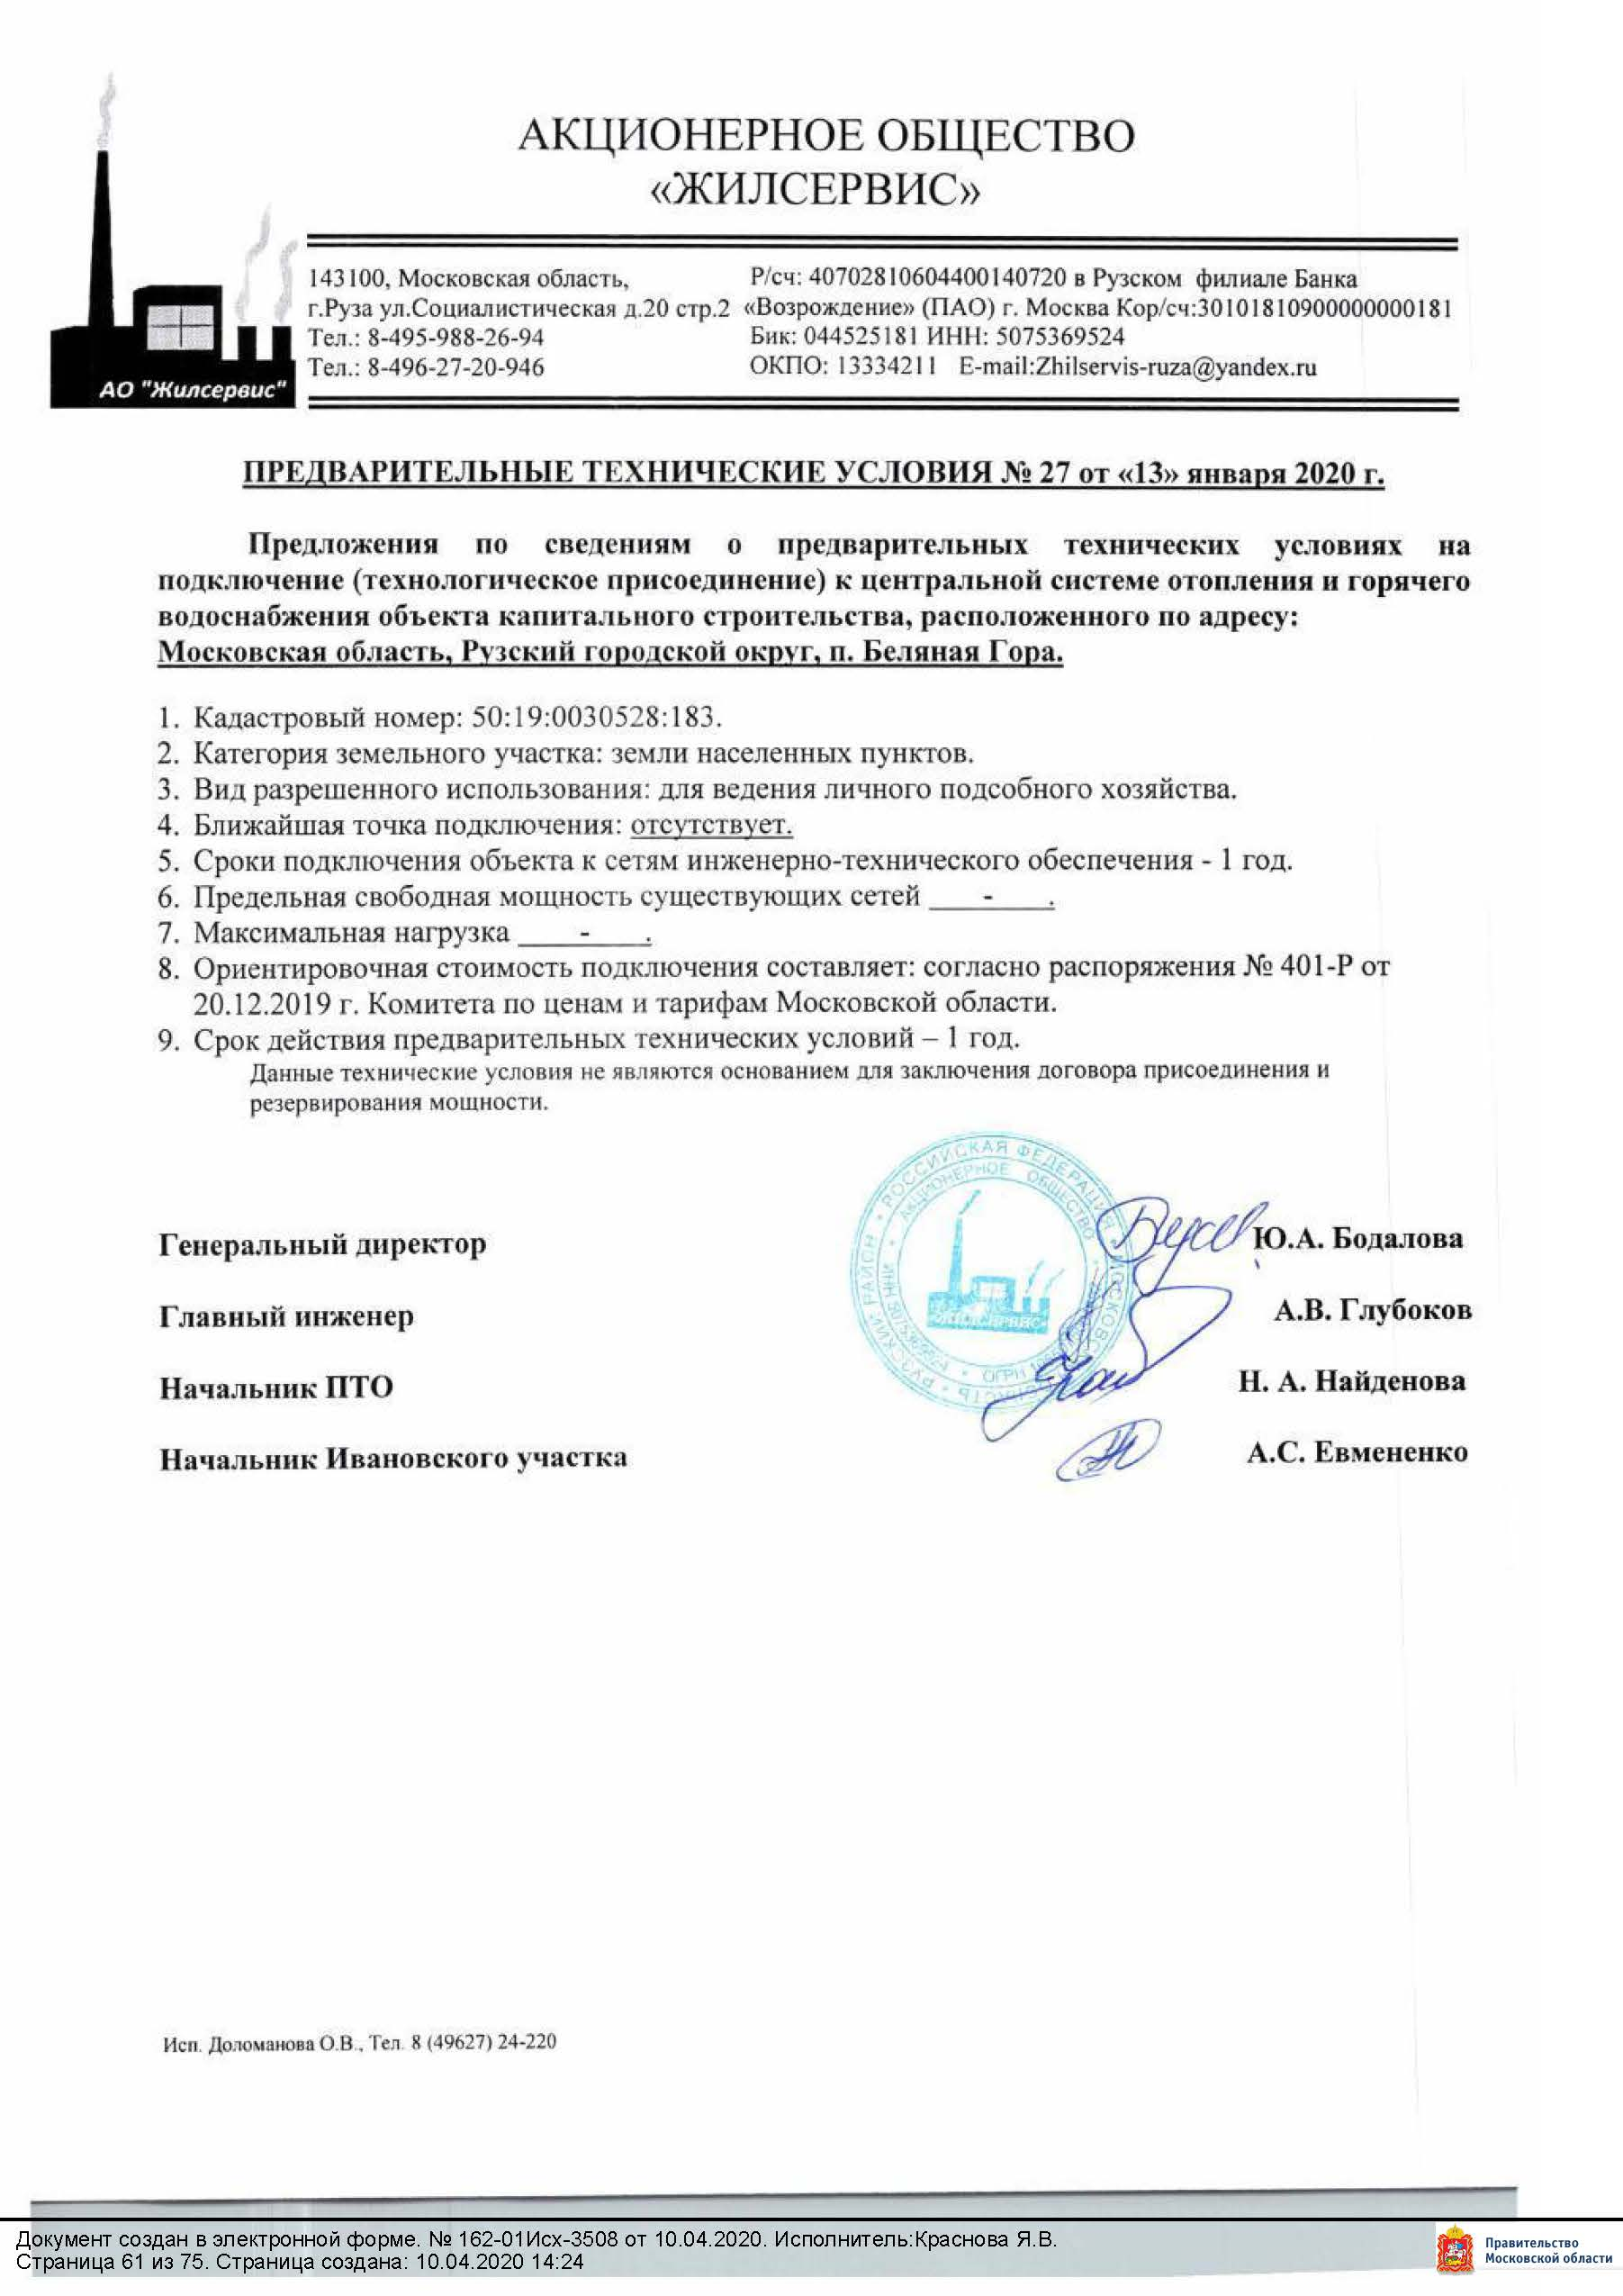 АКЦИОНЕРНОЕ ОБЩЕСТВО
«ЖИЛСЕРВИС»
143100, Московская область,
г.Руза ул.Социалистическая д.20 стр.2
Тел.: 8-495-988-26-94
Тел.: 8-496-27-20-946
Р/сч: 40702810604400140720 в Рузском филиале Банка
«Возрождение» (ПАО) г. Москва Кор/сч:30101810900000000181
Бик: 044525181 ИНН: 5075369524
ОКПО: 13334211 E-mail:Zhilservis-ruza@yandex.ru
АО "Жилсервис"
ПРЕДВАРИТЕЛЬНЫЕ ТЕХНИЧЕСКИЕ УСЛОВИЯ № 27 от «13» января 2020 г.
Предложения по сведениям о предварительных технических условиях на
подключение (технологическое присоединение) к центральной системе отопления и горячего
водоснабжения объекта капитального строительства, расположенного по адресу:
Московская область, Рузский городской округ, п. Беляная Гора.
1. Кадастровый номер: 50:19:0030528:183.
2. Категория земельного участка: земли населенных пунктов.
3. Вид разрешенного использования: для ведения личного подсобного хозяйства.
4. Ближайшая точка подключения: отсутствует.
5. Сроки подключения объекта к сетям инженерно-технического обеспечения - 1 год.
6. Предельная свободная мощность существующих сетей ____-____.
7. Максимальная нагрузка ____-____.
8. Ориентировочная стоимость подключения составляет: согласно распоряжения № 401-Р от
20.12.2019 г. Комитета по ценам и тарифам Московской области.
9. Срок действия предварительных технических условий – 1 год.
Данные технические условия не являются основанием для заключения договора присоединения и
резервирования мощности.
РОССИЙСКАЯ ФЕДЕРАЦИЯ
АКЦИОНЕРНОЕ ОБЩЕСТВО
РУЗСКИЙ РАЙОН
«ЖИЛСЕРВИС»
Генеральный директор Ю.А. Бодалова
Главный инженер А.В. Глубоков
Начальник ПТО Н. А. Найденова
Начальник Ивановского участка А.С. Евмененко
Исп. Доломанова О.В., Тел. 8 (49627) 24-220
Документ создан в электронной форме. № 162-01Исх-3508 от 10.04.2020. Исполнитель:Краснова Я.В.
Страница 61 из 75. Страница создана: 10.04.2020 14:24
Правительство
Московской области